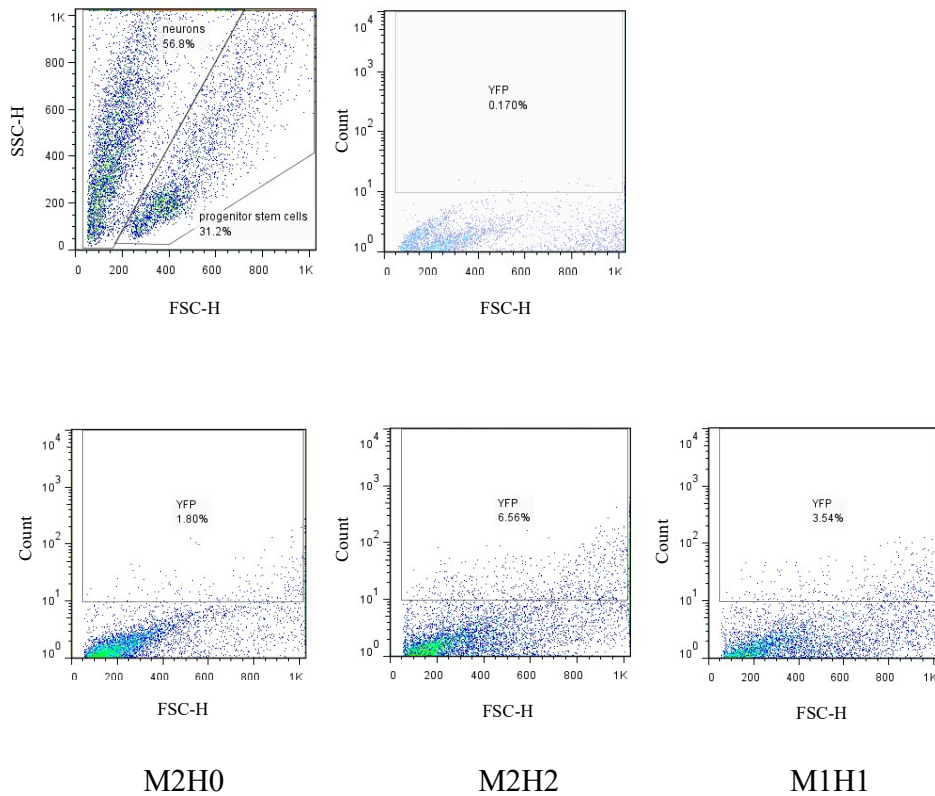 1K
800
600
400
200
0
SSC-H
neurons
56.8%
progenitor stem cells
31.2%
0 200 400 600 800 1K
FSC-H
10^4
10^3
10^2
10^1
10^0
Count
YFP
0.170%
0 200 400 600 800 1K
FSC-H
10^4
10^3
10^2
10^1
10^0
Count
YFP
1.80%
0 200 400 600 800 1K
FSC-H
M2H0
10^4
10^3
10^2
10^1
10^0
Count
YFP
6.56%
0 200 400 600 800 1K
FSC-H
M2H2
10^4
10^3
10^2
10^1
10^0
Count
YFP
3.54%
0 200 400 600 800 1K
FSC-H
M1H1